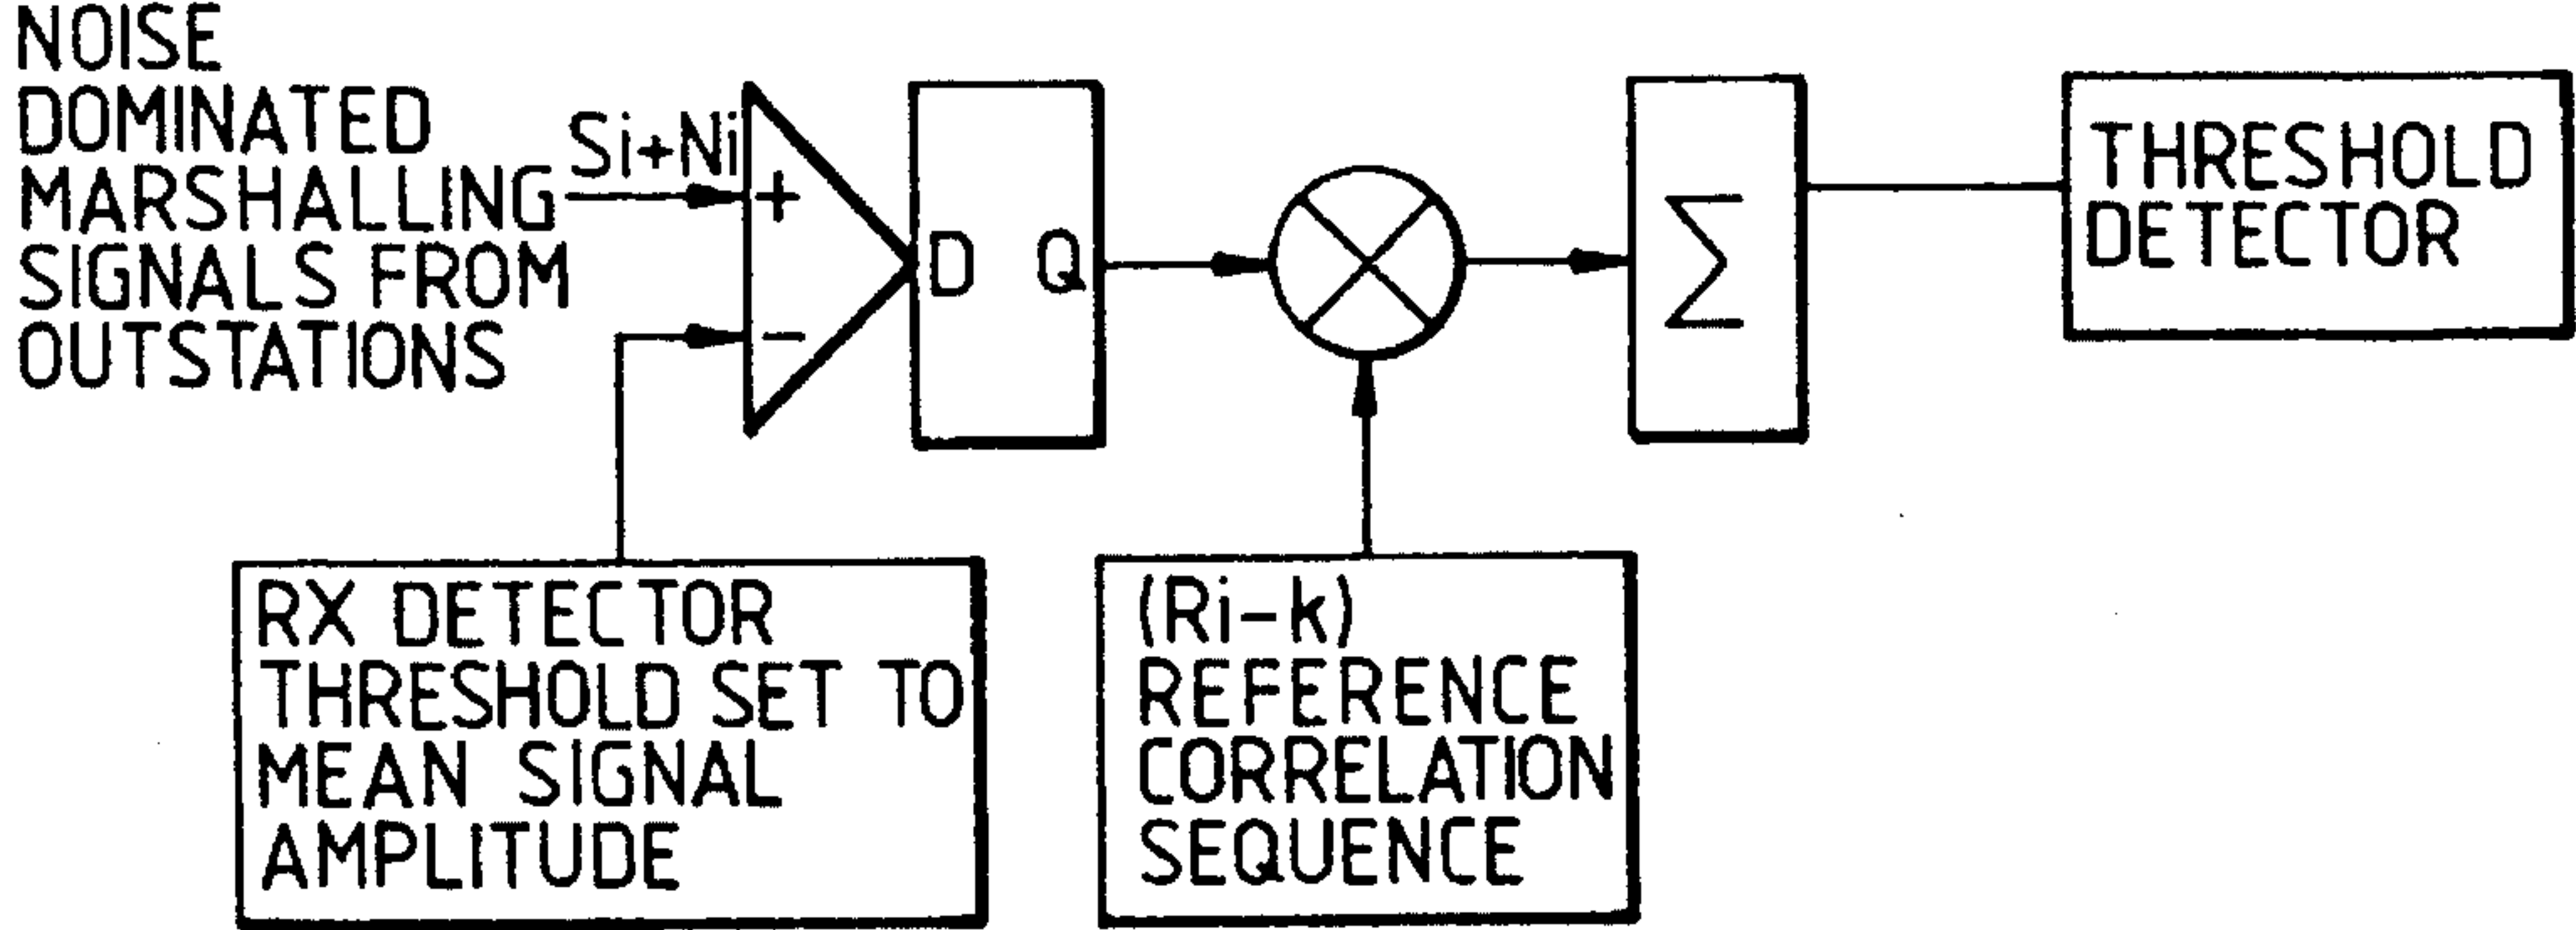 NOISE
DOMINATED
MARSHALLING
SIGNALS FROM
OUTSTATIONS
Si+Ni
+
-
D Q
Σ
THRESHOLD
DETECTOR
RX DETECTOR
THRESHOLD SET TO
MEAN SIGNAL
AMPLITUDE
(Ri-k)
REFERENCE
CORRELATION
SEQUENCE